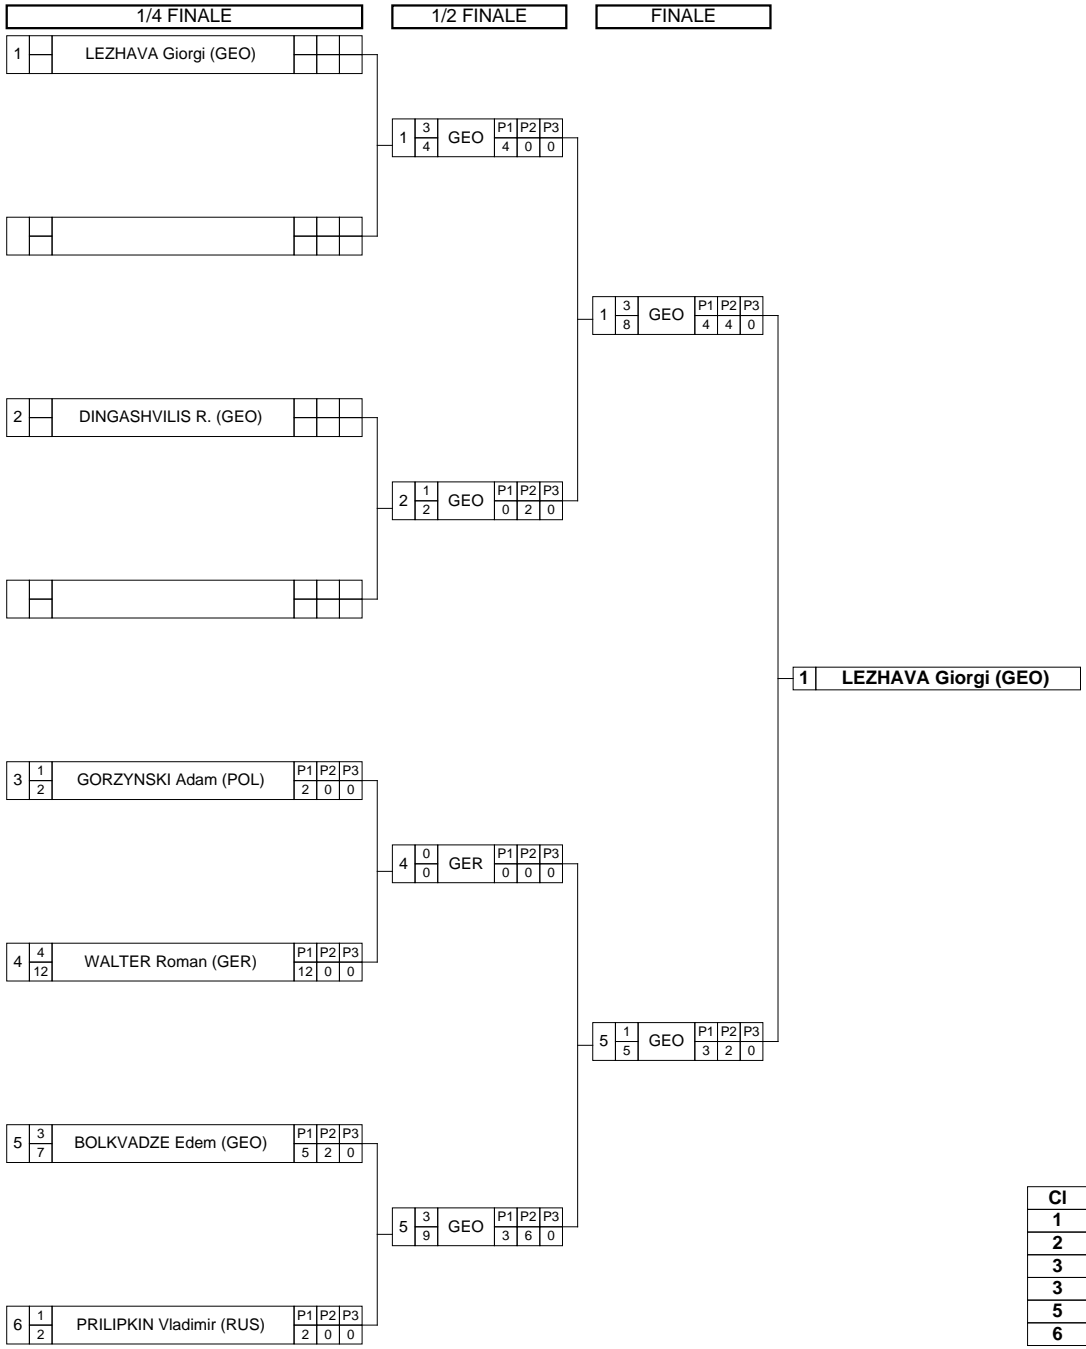 1/4 FINALE 1/2 FINALE FINALE
1 LEZHAVA Giorgi (GEO)
1 3 4 GEO P1 P2 P3 4 0 0
1 3 8 GEO P1 P2 P3 4 4 0
2 DINGASHVILIS R. (GEO)
2 1 2 GEO P1 P2 P3 0 2 0
1 LEZHAVA Giorgi (GEO)
3 1 2 GORZYNSKI Adam (POL) P1 P2 P3 2 0 0
4 0 0 GER P1 P2 P3 0 0 0
4 4 12 WALTER Roman (GER) P1 P2 P3 12 0 0
5 1 5 GEO P1 P2 P3 3 2 0
5 3 7 BOLKVADZE Edem (GEO) P1 P2 P3 5 2 0
5 3 9 GEO P1 P2 P3 3 6 0
6 1 2 PRILIPKIN Vladimir (RUS) P1 P2 P3 2 0 0
Cl
1
2
3
3
5
6